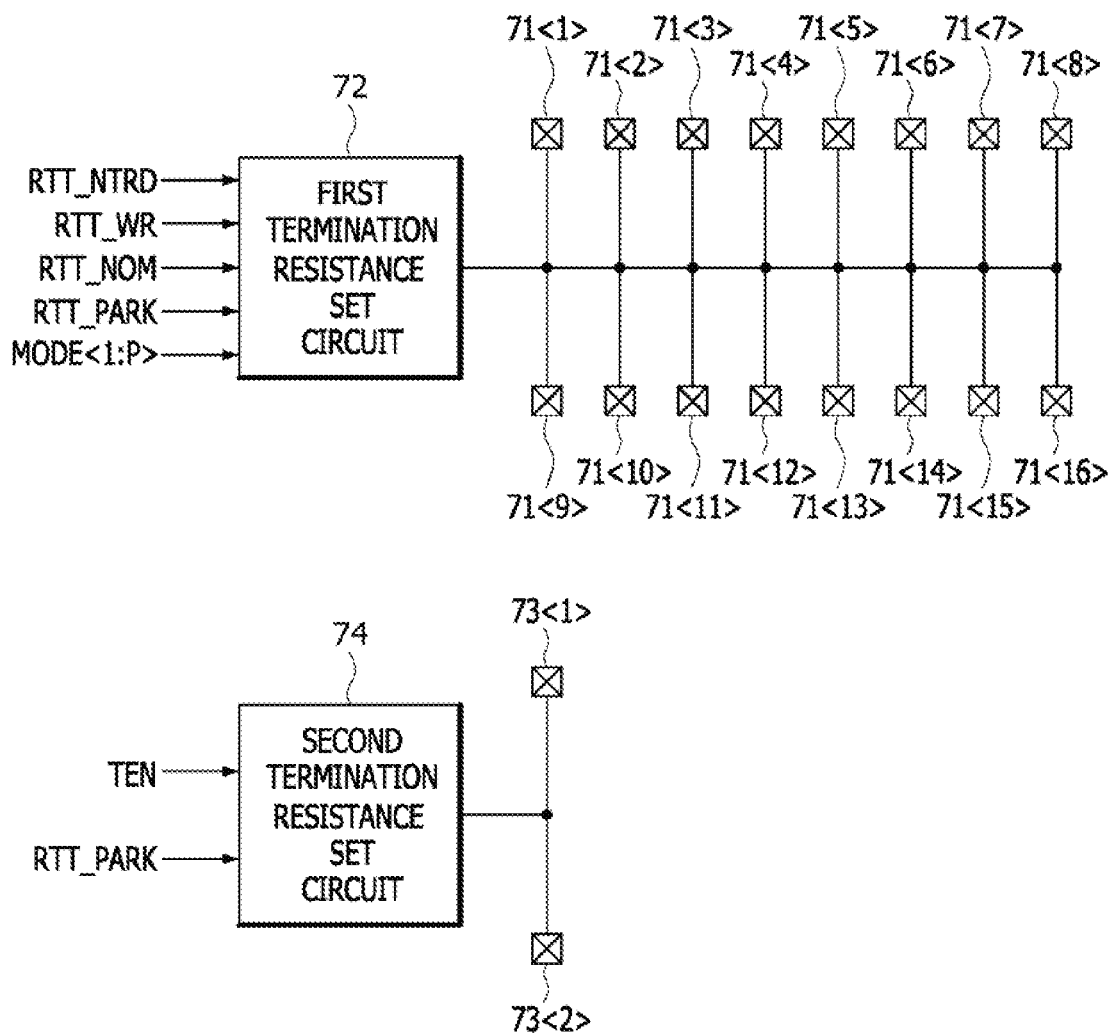 71<1> 71<3> 71<5> 71<7>
71<2> 71<4> 71<6> 71<8>
72
RTT_NTRD
RTT_WR
RTT_NOM
RTT_PARK
MODE<1:P>
FIRST
TERMINATION
RESISTANCE
SET
CIRCUIT
71<10> 71<12> 71<14> 71<16>
71<9> 71<11> 71<13> 71<15>
73<1>
74
TEN
RTT_PARK
SECOND
TERMINATION
RESISTANCE
SET
CIRCUIT
73<2>